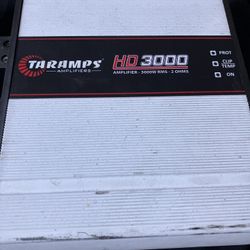 TARAMPS
AMPLIFIERS
HD 3000
AMPLIFIER - 3000W RMS - 2 OHMS
PROT
CLIP
TEMP
ON